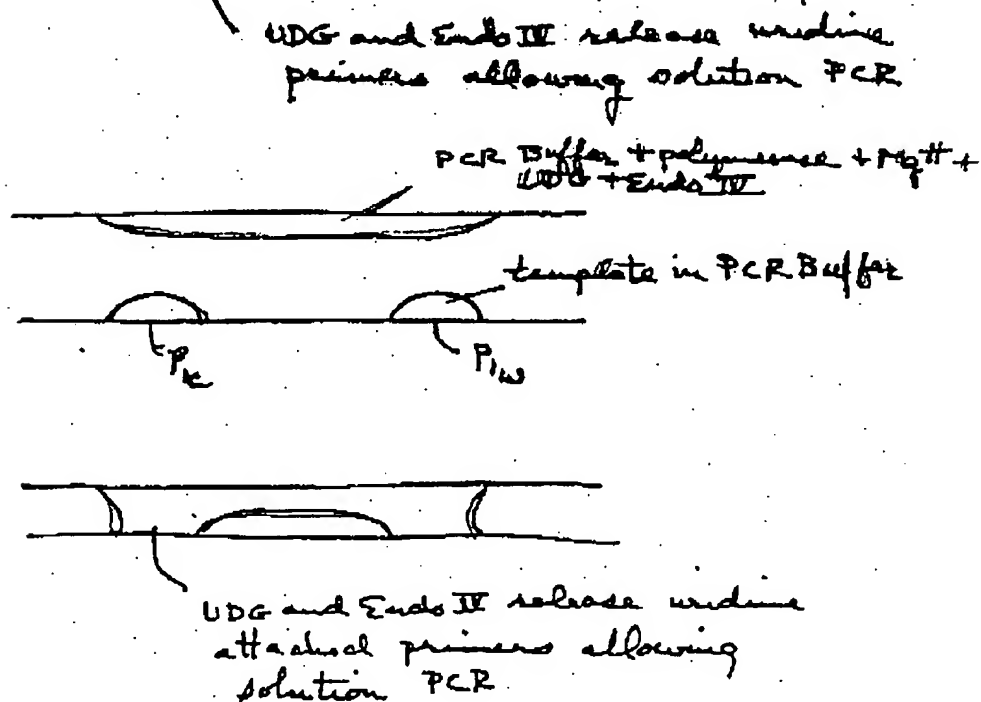 UDG and Endo IV release uridine
primers allowing solution PCR
PCR Buffer + polymerase + Mg++ +
UDG + Endo IV
template in PCR Buffer
UDG and Endo IV release uridine
attached primers allowing
solution PCR